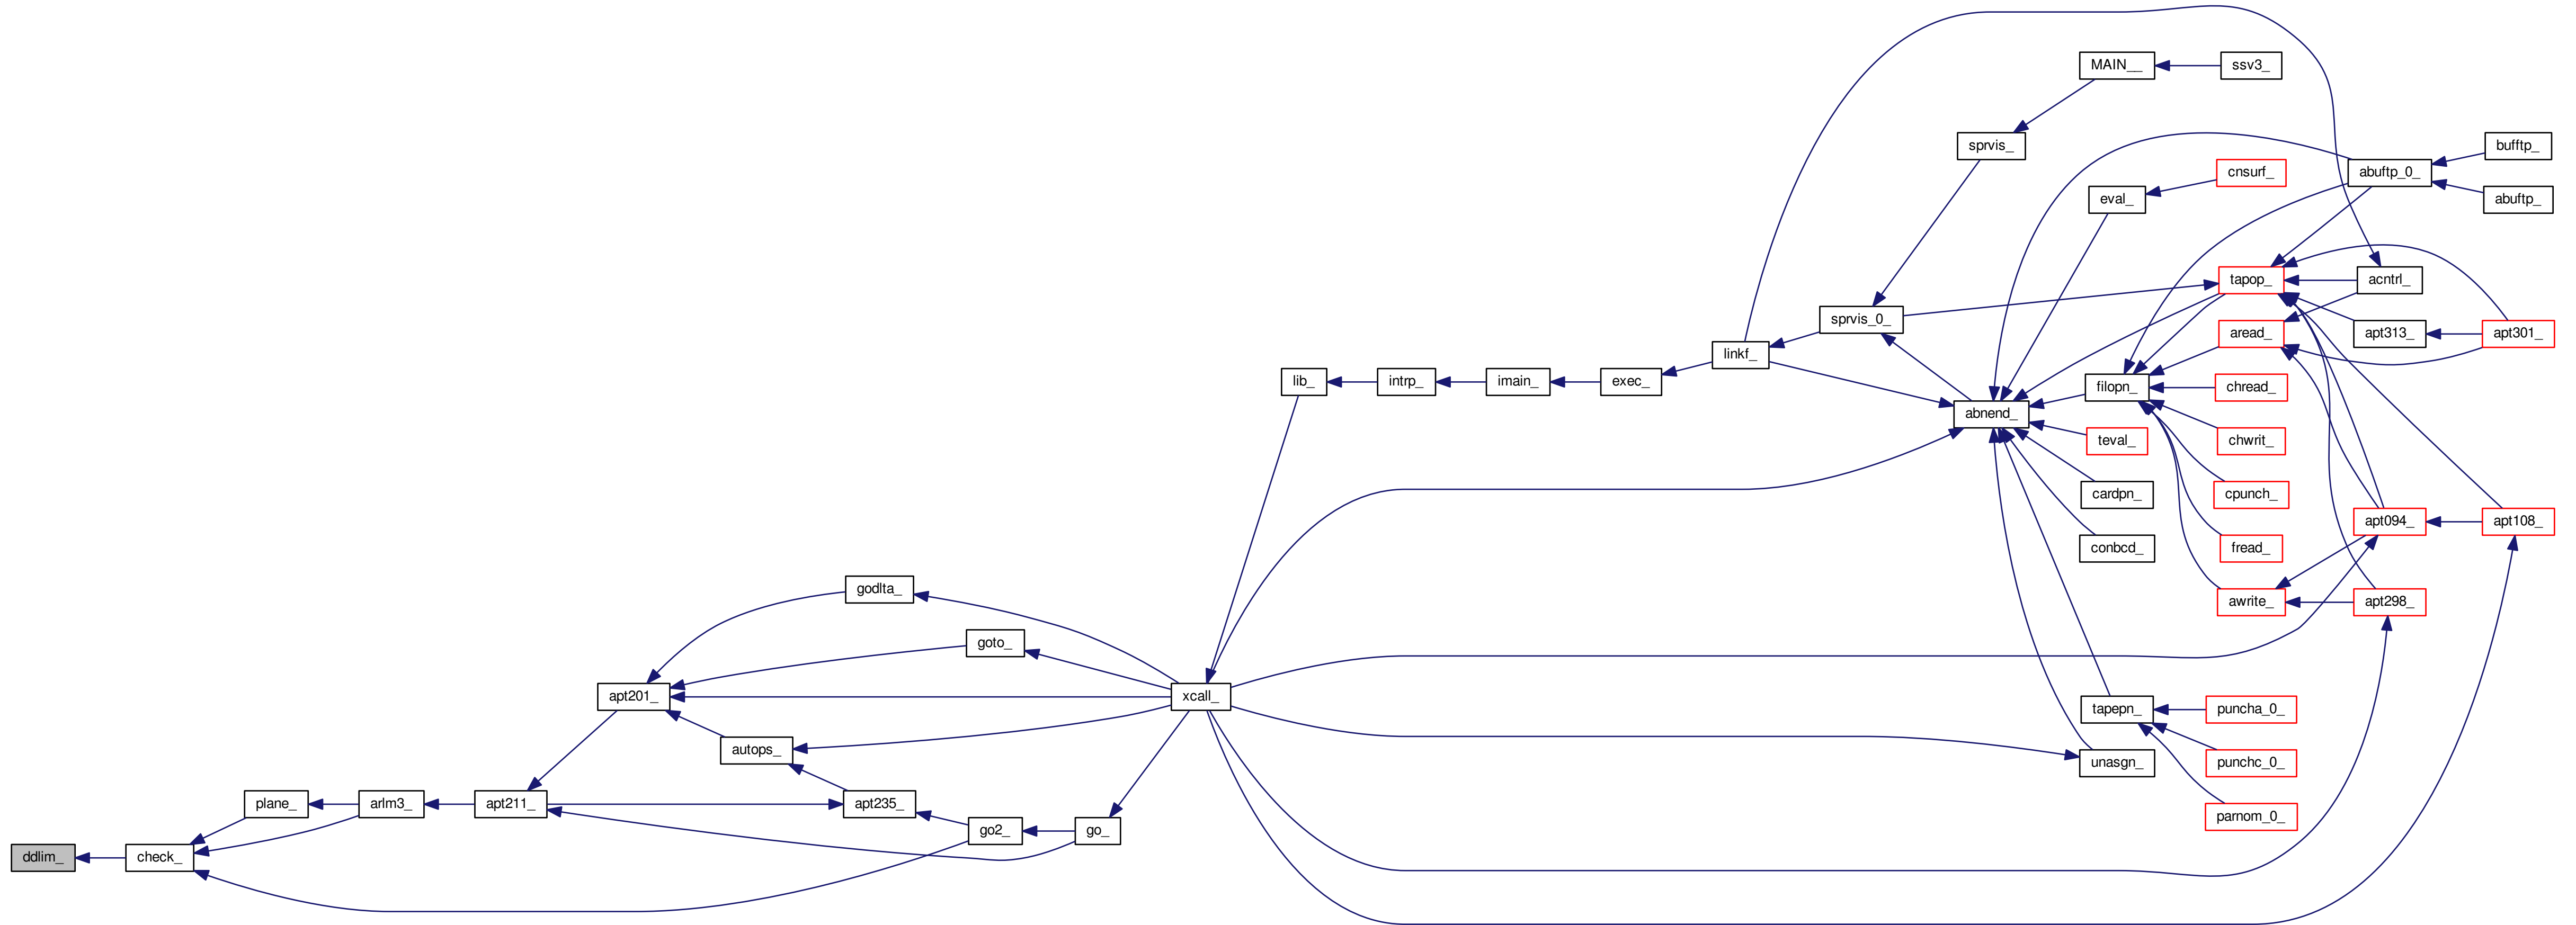 MAIN__
ssv3_
sprvis_
bufftp_
abuftp_0_
cnsurf_
eval_
abuftp_
tapop_
acntrl_
sprvis_0_
aread_
apt313_
apt301_
linkf_
lib_
intrp_
imain_
exec_
filopn_
chread_
abnend_
teval_
chwrit_
cardpn_
cpunch_
apt094_
apt108_
conbcd_
fread_
godlta_
awrite_
apt298_
goto_
apt201_
xcall_
tapepn_
puncha_0_
autops_
unasgn_
punchc_0_
plane_
arlm3_
apt211_
apt235_
parnom_0_
go2_
go_
ddlim_
check_